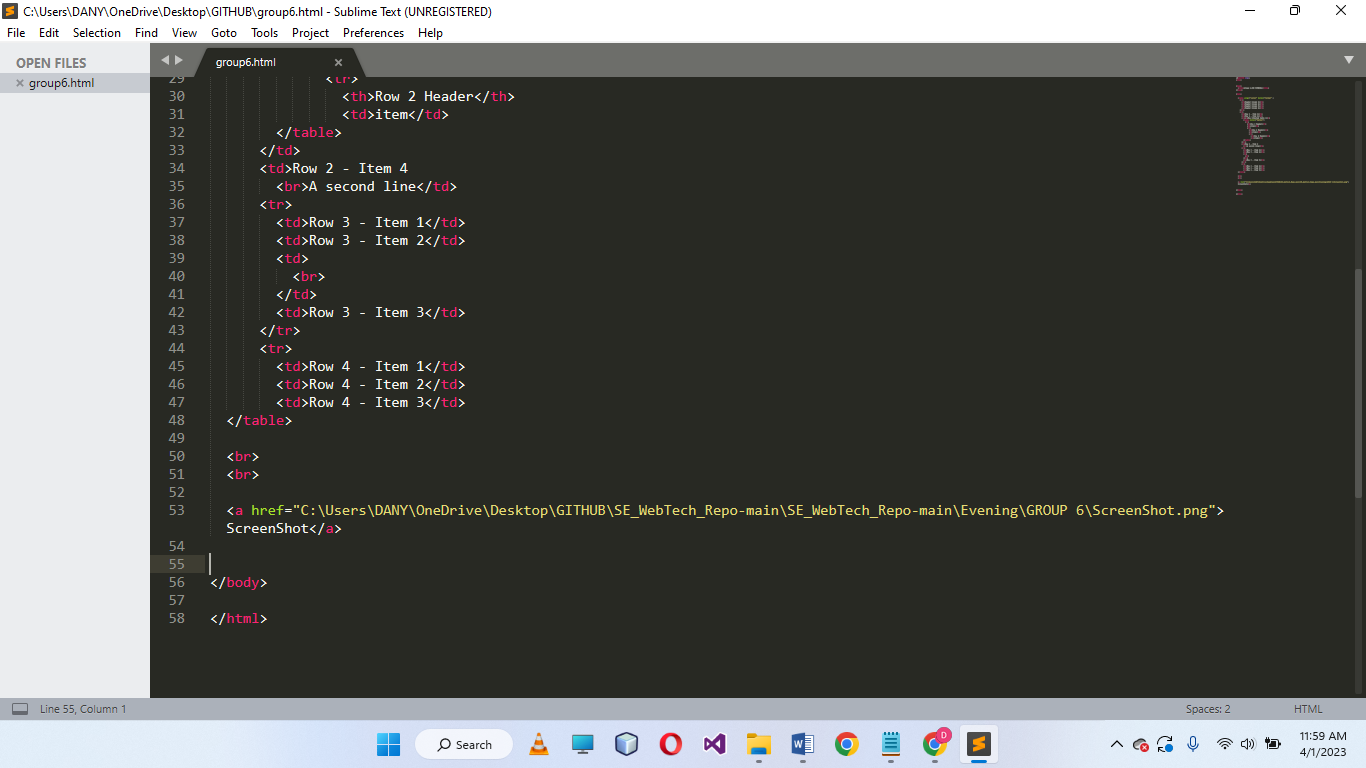 C:\Users\DANY\OneDrive\Desktop\GITHUB\group6.html - Sublime Text (UNREGISTERED)
File Edit Selection Find View Goto Tools Project Preferences Help
OPEN FILES
group6.html
group6.html
29 <tr>
30 <th>Row 2 Header</th>
31 <td>item</td>
32 </table>
33 </td>
34 <td>Row 2 - Item 4
35 <br>A second line</td>
36 <tr>
37 <td>Row 3 - Item 1</td>
38 <td>Row 3 - Item 2</td>
39 <td>
40 <br>
41 </td>
42 <td>Row 3 - Item 3</td>
43 </tr>
44 <tr>
45 <td>Row 4 - Item 1</td>
46 <td>Row 4 - Item 2</td>
47 <td>Row 4 - Item 3</td>
48 </table>
49
50 <br>
51 <br>
52
53 <a href="C:\Users\DANY\OneDrive\Desktop\GITHUB\SE_WebTech_Repo-main\SE_WebTech_Repo-main\Evening\GROUP 6\ScreenShot.png">
ScreenShot</a>
54
55
56 </body>
57
58 </html>
Line 55, Column 1
Spaces: 2
HTML
Search
D
11:59 AM
4/1/2023